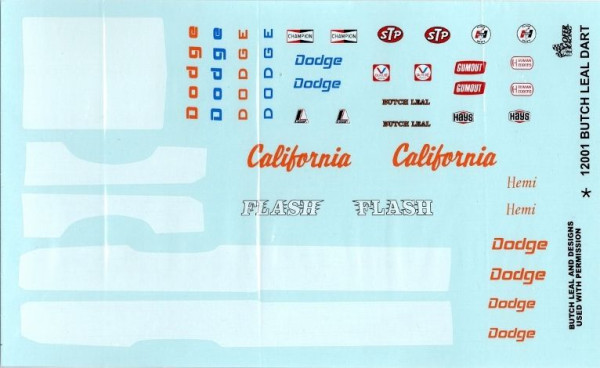 Dodge
Dodge
DODGE
DODGE
CHAMPION
CHAMPION
STP
STP
Dodge
Dodge
GUMOUT
GUMOUT
BUTCH LEAL
BUTCH LEAL
Hays
Hays
California
California
FLASH
FLASH
Hemi
Hemi
Dodge
Dodge
Dodge
Dodge
* 12001 BUTCH LEAL DART
BUTCH LEAL AND DESIGNS
USED WITH PERMISSION